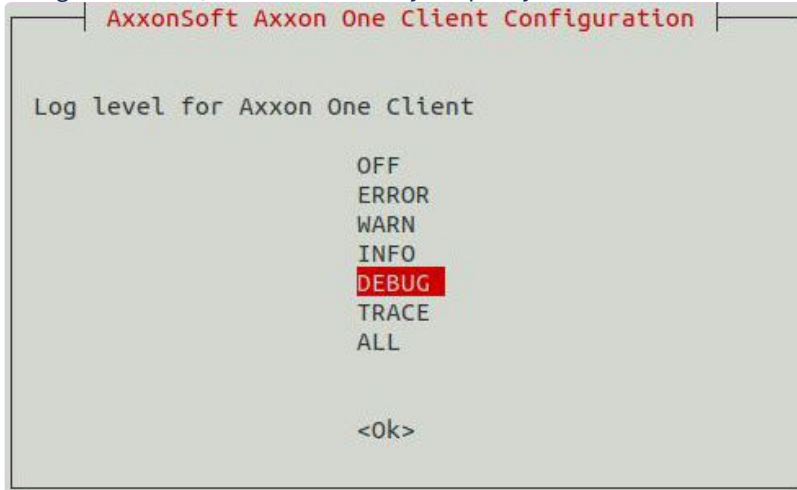 AxxonSoft Axxon One Client Configuration
Log level for Axxon One Client
OFF
ERROR
WARN
INFO
DEBUG
TRACE
ALL
<Ok>